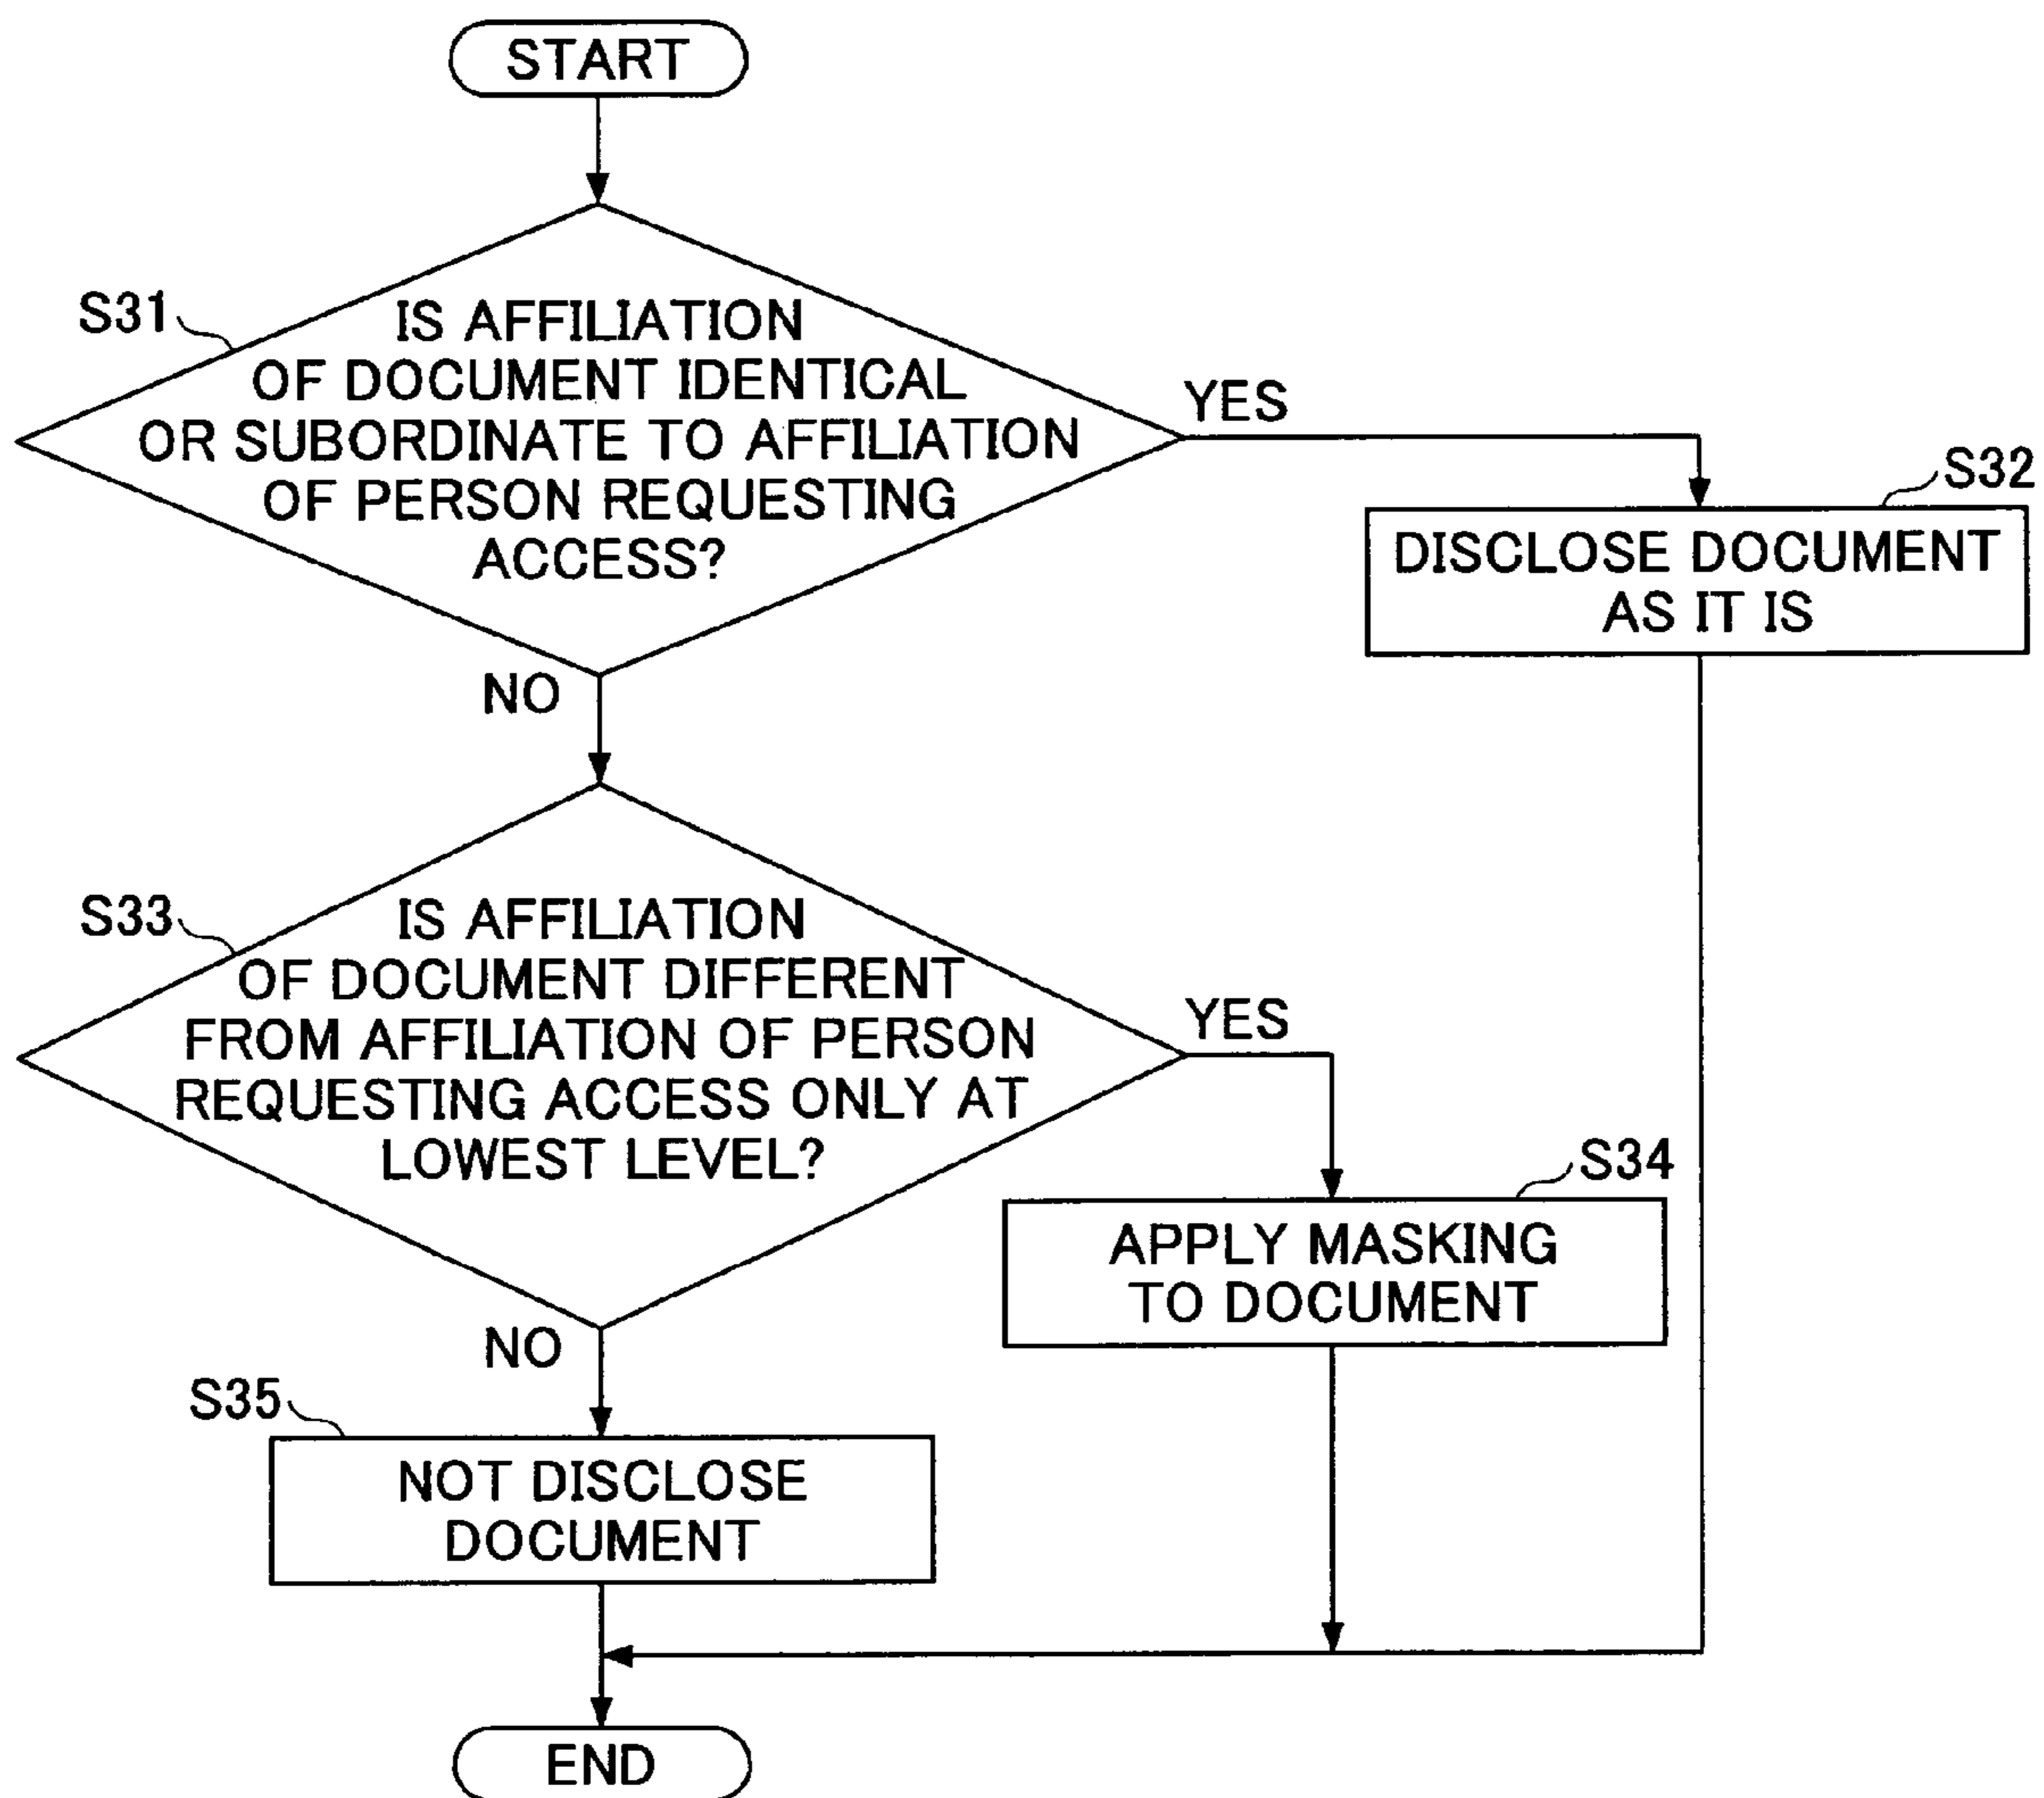 START
S31
IS AFFILIATION
OF DOCUMENT IDENTICAL
OR SUBORDINATE TO AFFILIATION
OF PERSON REQUESTING
ACCESS?
YES
S32
DISCLOSE DOCUMENT
AS IT IS
NO
S33
IS AFFILIATION
OF DOCUMENT DIFFERENT
FROM AFFILIATION OF PERSON
REQUESTING ACCESS ONLY AT
LOWEST LEVEL?
YES
S34
APPLY MASKING
TO DOCUMENT
NO
S35
NOT DISCLOSE
DOCUMENT
END